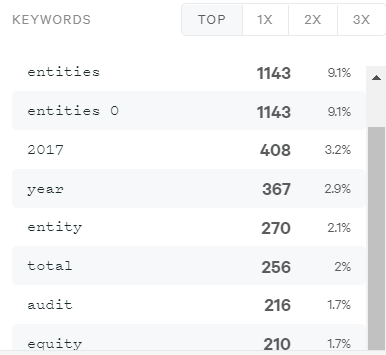 KEYWORDS TOP 1X 2X 3X
entities 1143 9.1%
entities 0 1143 9.1%
2017 408 3.2%
year 367 2.9%
entity 270 2.1%
total 256 2%
audit 216 1.7%
equity 210 1.7%